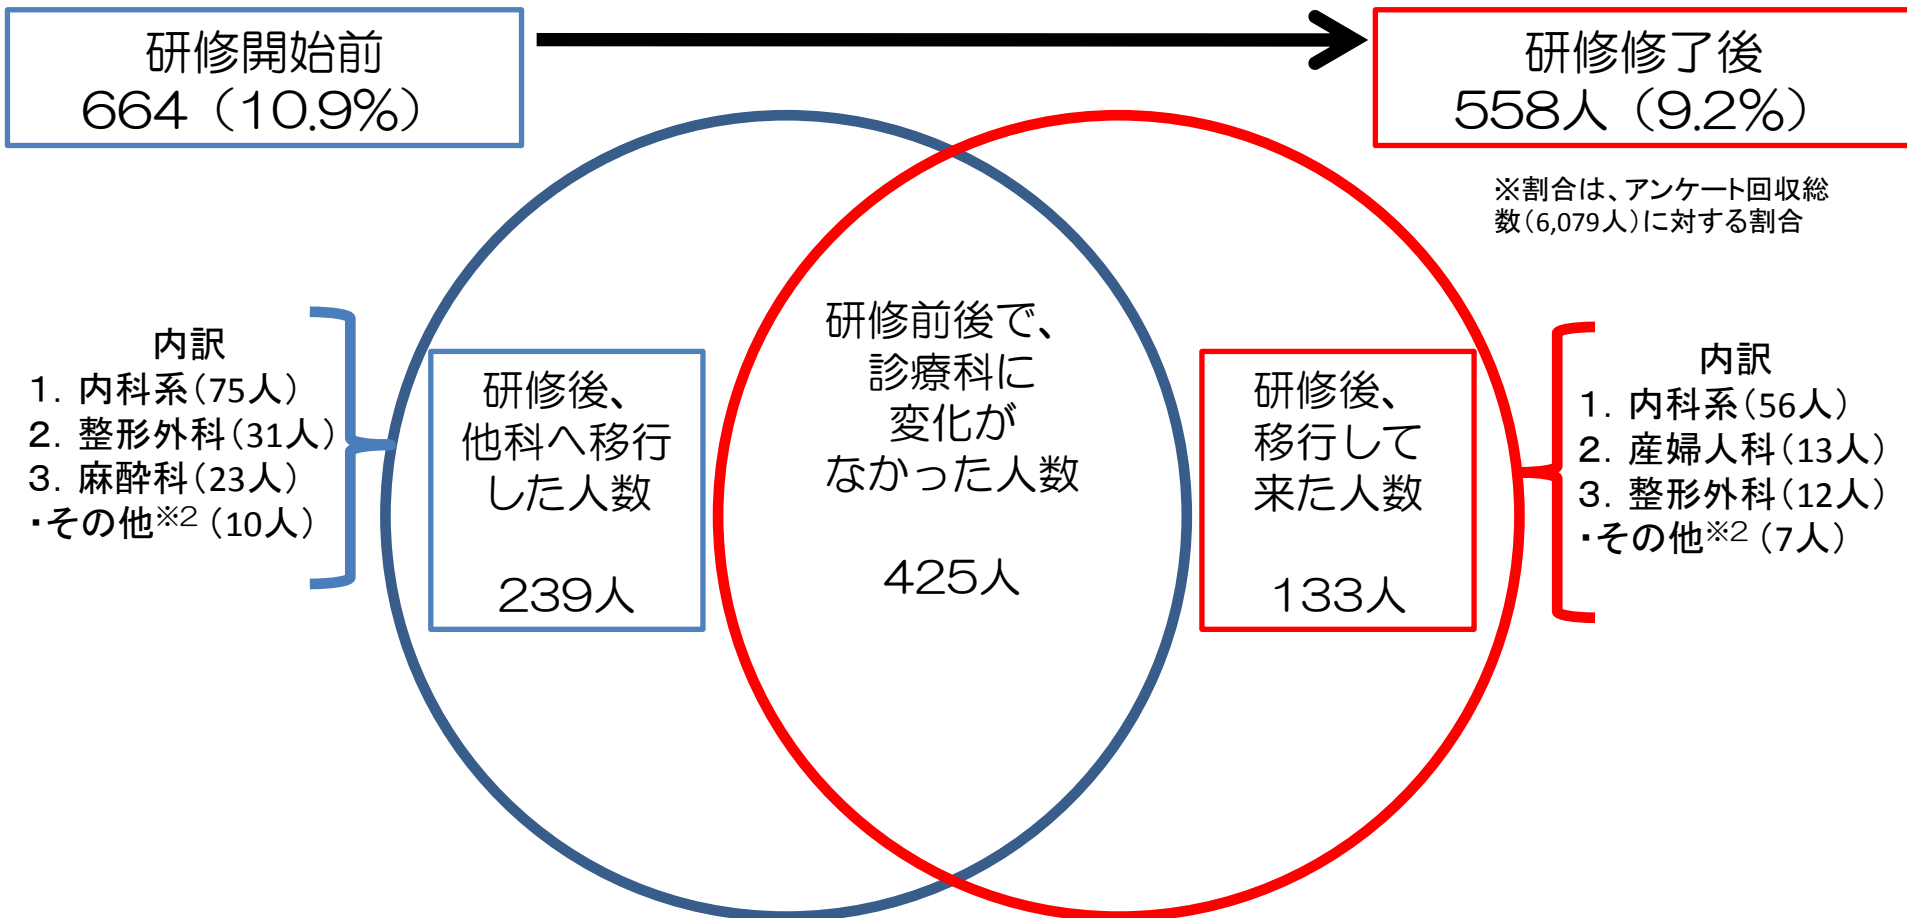 研修開始前
664（10.9%）
研修修了後
558人（9.2%）
※割合は、アンケート回収総
数（6,079人）に対する割合
内訳
1．内科系（75人）
2．整形外科（31人）
3．麻酔科（23人）
・その他※2（10人）
研修後、
他科へ移行
した人数
239人
研修前後で、
診療科に
変化が
なかった人数
425人
研修後、
移行して
来た人数
133人
内訳
1．内科系（56人）
2．産婦人科（13人）
3．整形外科（12人）
・その他※2（7人）